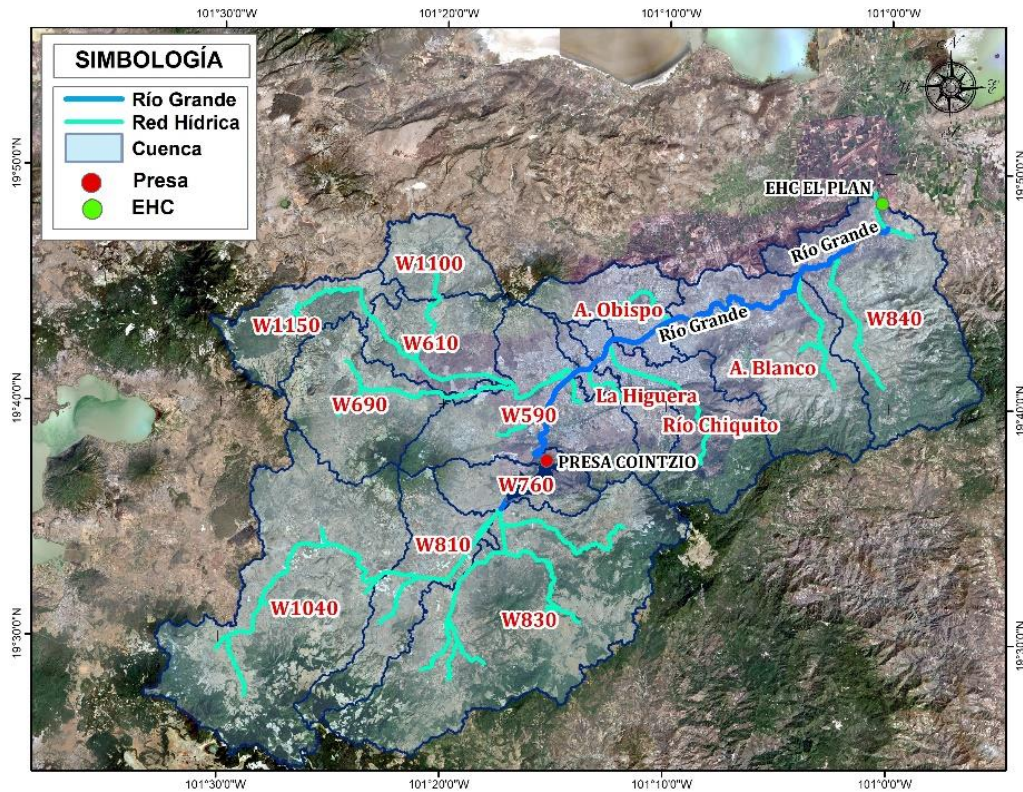 101°30'0"W
101°20'0"W
101°10'0"W
101°0'0"W
SIMBOLOGÍA
Río Grande
Red Hídrica
Cuenca
Presa
EHC
N
W
E
S
19°50'0"N
19°50'0"N
EHC EL PLAN
Río Grande
W1100
A. Obispo
W1150
W610
Río Grande
W840
A. Blanco
W690
La Higuera
19°40'0"N
19°40'0"N
W590
Río Chiquito
PRESA COINTZIO
W760
W810
W1040
W830
19°30'0"N
19°30'0"N
101°30'0"W
101°20'0"W
101°10'0"W
101°0'0"W